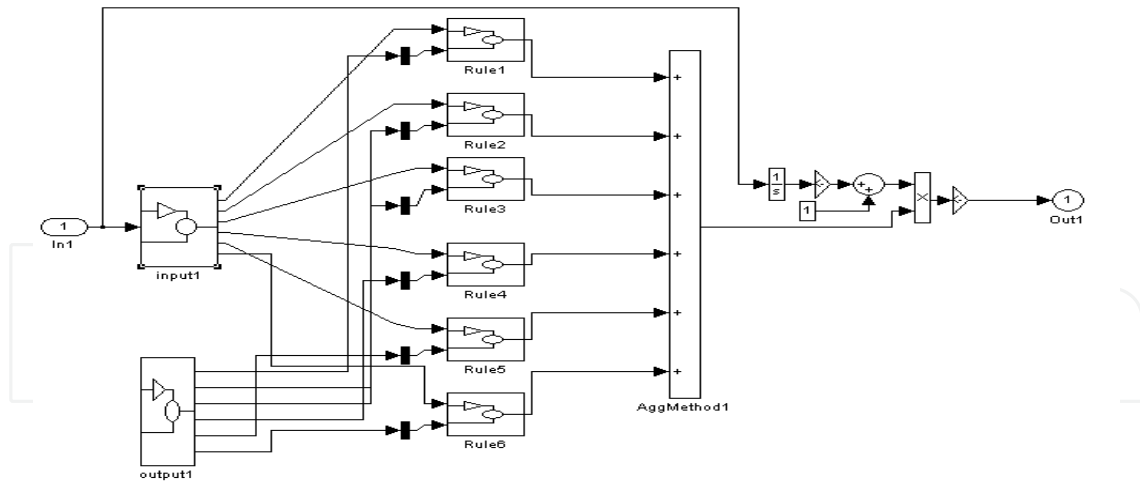 Rule1
Rule2
Rule3
Rule4
Rule5
Rule6
1
In1
input1
output1
+
+
+
+
+
+
AggMethod1
1
s
+
+
1
×
1
Out1